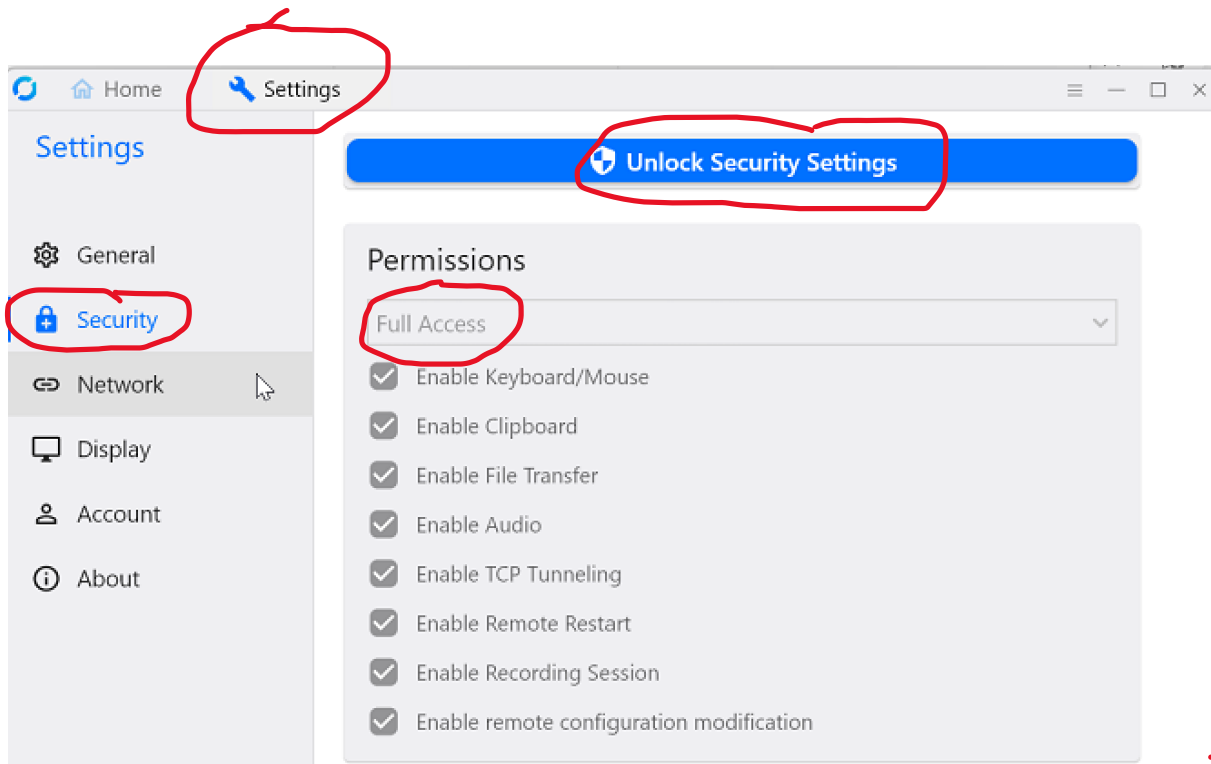 Home
Settings
Settings
Unlock Security Settings
General
Security
Network
Display
Account
About
Permissions
Full Access
Enable Keyboard/Mouse
Enable Clipboard
Enable File Transfer
Enable Audio
Enable TCP Tunneling
Enable Remote Restart
Enable Recording Session
Enable remote configuration modification